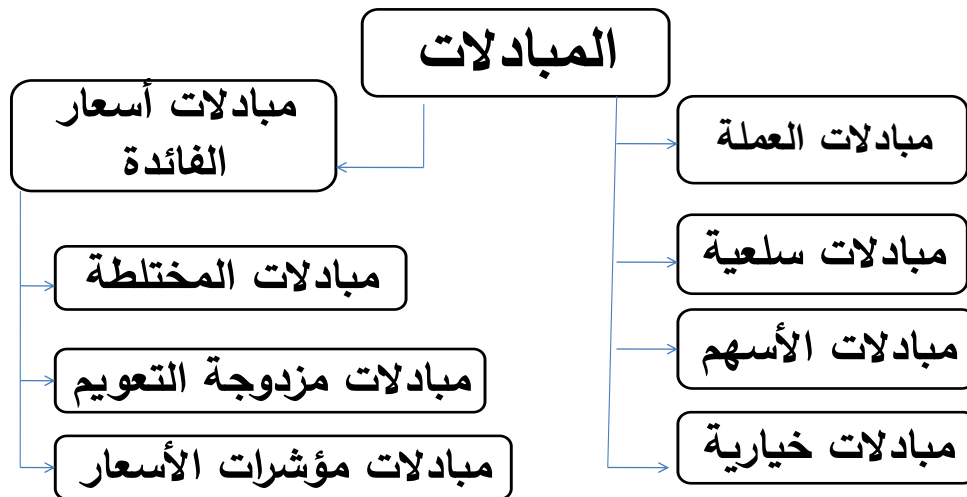 المبادلات
مبادلات العملة
مبادلات سلعية
مبادلات الأسهم
مبادلات خيارية
مبادلات أسعار
الفائدة
مبادلات المختلطة
مبادلات مزدوجة التعويم
مبادلات مؤشرات الأسعار